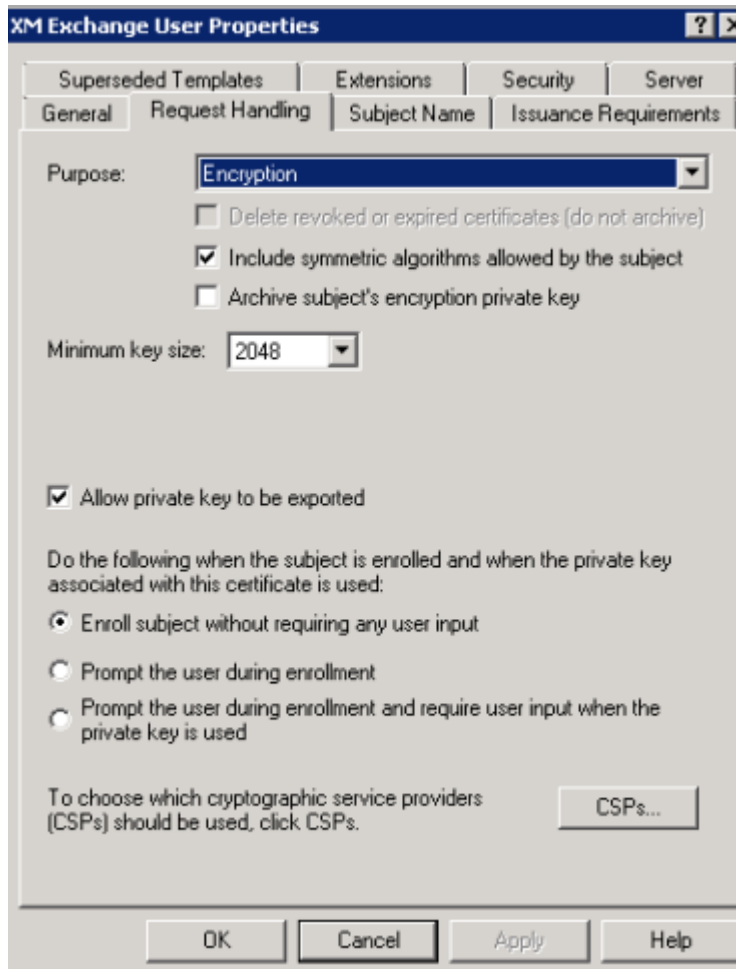 XM Exchange User Properties
Superseded Templates Extensions Security Server
General Request Handling Subject Name Issuance Requirements
Purpose: Encryption
Delete revoked or expired certificates (do not archive)
Include symmetric algorithms allowed by the subject
Archive subject's encryption private key
Minimum key size: 2048
Allow private key to be exported
Do the following when the subject is enrolled and when the private key
associated with this certificate is used:
Enroll subject without requiring any user input
Prompt the user during enrollment
Prompt the user during enrollment and require user input when the
private key is used
To choose which cryptographic service providers
(CSPs) should be used, click CSPs.
CSPs...
OK Cancel Apply Help